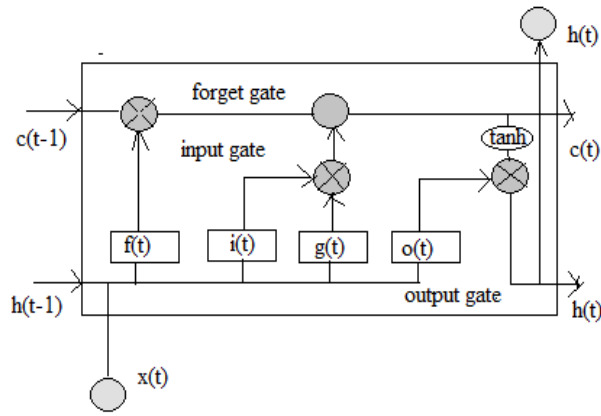 h(t)
forget gate
c(t-1)
input gate
tanh
c(t)
f(t)
i(t)
g(t)
o(t)
h(t-1)
output gate
h(t)
x(t)